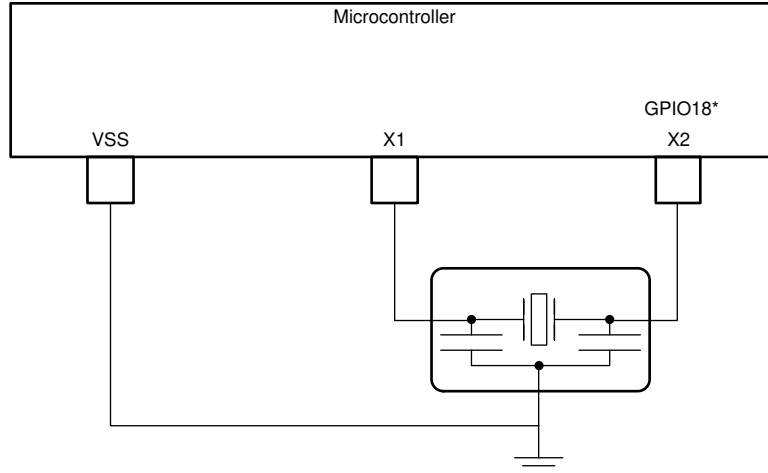 Microcontroller
GPIO18*
VSS
X1
X2